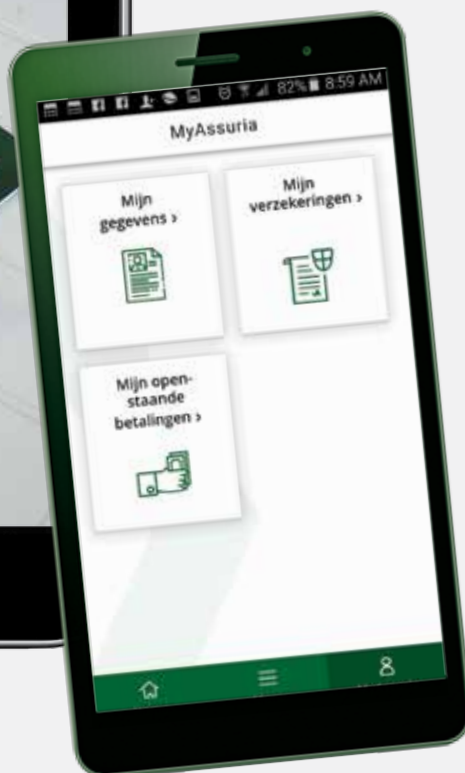 82% 8:59 AM
MyAssuria
Mijn
gegevens ›
Mijn
verzekeringen ›
Mijn open-
staande
betalingen ›